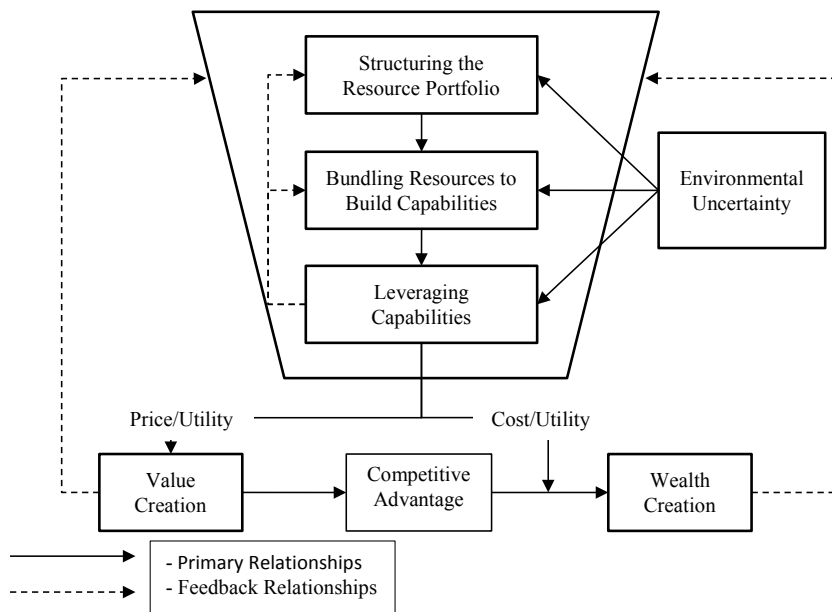 Structuring the
Resource Portfolio
Bundling Resources to
Build Capabilities
Environmental
Uncertainty
Leveraging
Capabilities
Price/Utility
Cost/Utility
Value
Creation
Competitive
Advantage
Wealth
Creation
- Primary Relationships
- Feedback Relationships